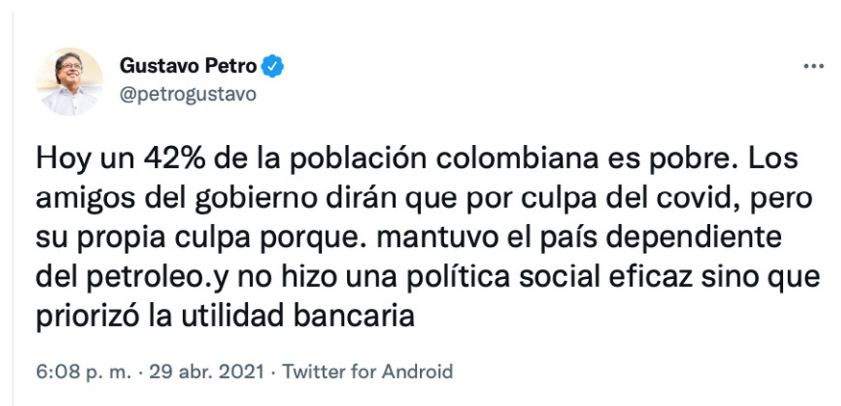 Gustavo Petro
@petrogustavo
Hoy un 42% de la población colombiana es pobre. Los
amigos del gobierno dirán que por culpa del covid, pero
su propia culpa porque. mantuvo el país dependiente
del petroleo.y no hizo una política social eficaz sino que
priorizó la utilidad bancaria
6:08 p. m. · 29 abr. 2021 · Twitter for Android